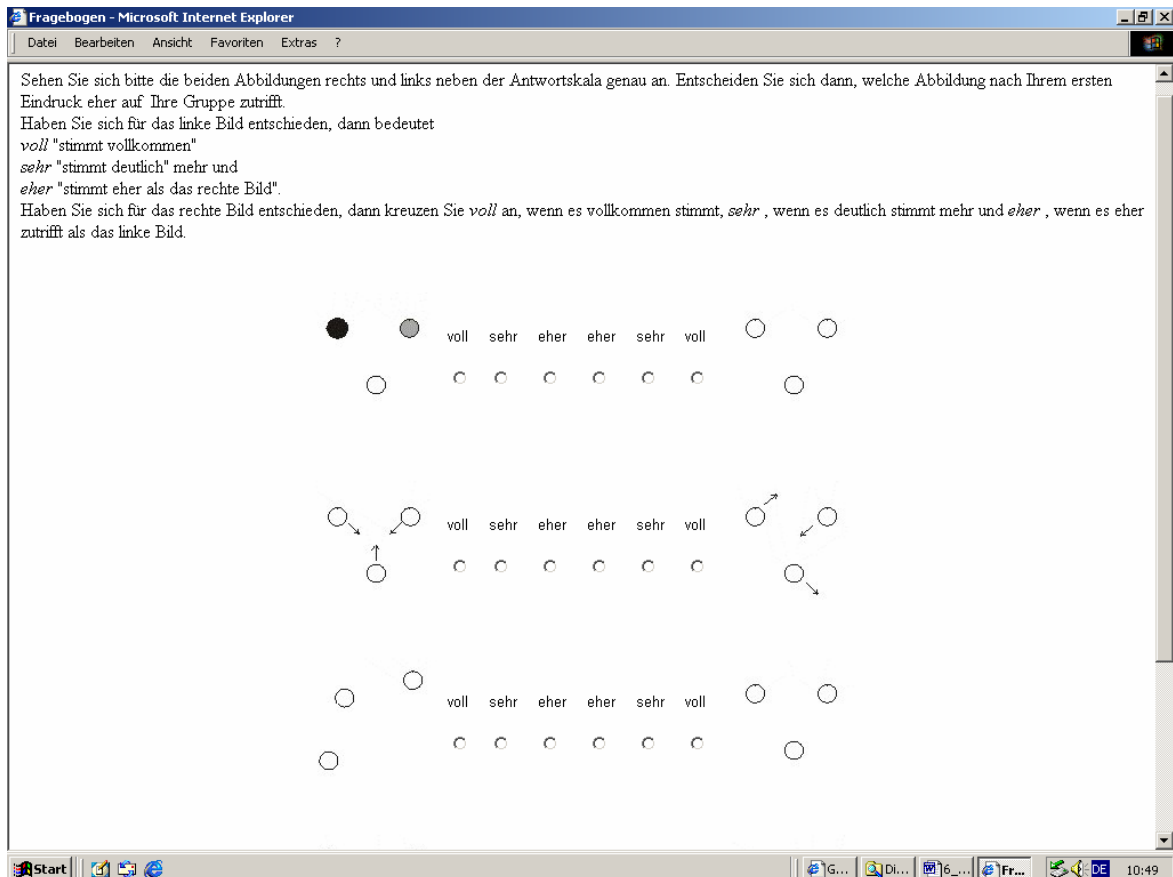 Fragebogen - Microsoft Internet Explorer
Datei Bearbeiten Ansicht Favoriten Extras ?
Sehen Sie sich bitte die beiden Abbildungen rechts und links neben der Antwortskala genau an. Entscheiden Sie sich dann, welche Abbildung nach Ihrem ersten
Eindruck eher auf Ihre Gruppe zutrifft.
Haben Sie sich für das linke Bild entschieden, dann bedeutet
voll "stimmt vollkommen"
sehr "stimmt deutlich" mehr und
eher "stimmt eher als das rechte Bild".
Haben Sie sich für das rechte Bild entschieden, dann kreuzen Sie voll an, wenn es vollkommen stimmt, sehr , wenn es deutlich stimmt mehr und eher , wenn es eher
zutrifft als das linke Bild.
voll sehr eher eher sehr voll
voll sehr eher eher sehr voll
voll sehr eher eher sehr voll
Start G... Di... 6_... Fr... DE 10:49